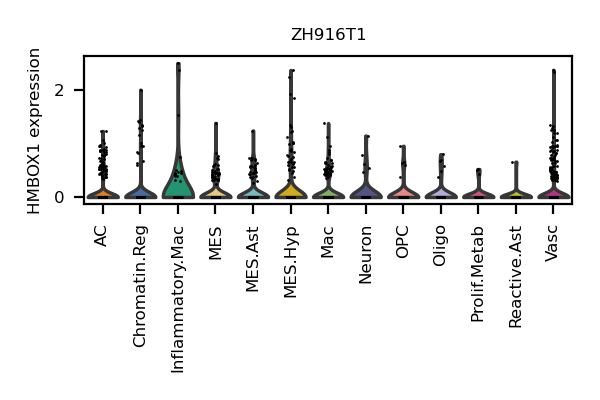 ZH916T1
HMBOX1 expression
2
0
AC
Chromatin.Reg
Inflammatory.Mac
MES
MES.Ast
MES.Hyp
Mac
Neuron
OPC
Oligo
Prolif.Metab
Reactive.Ast
Vasc